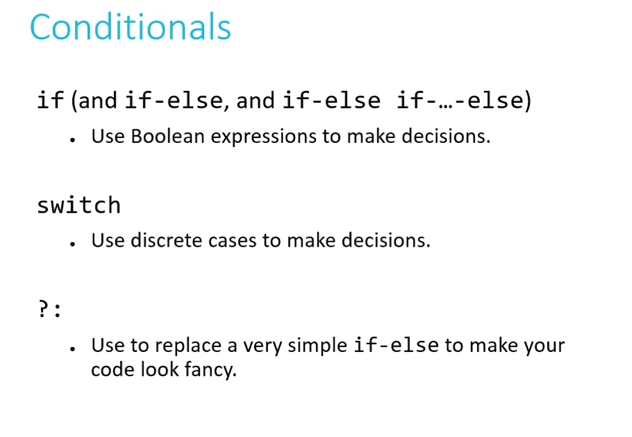 Conditionals
if (and if-else, and if-else if-…-else)
• Use Boolean expressions to make decisions.
switch
• Use discrete cases to make decisions.
?:
• Use to replace a very simple if-else to make your
code look fancy.